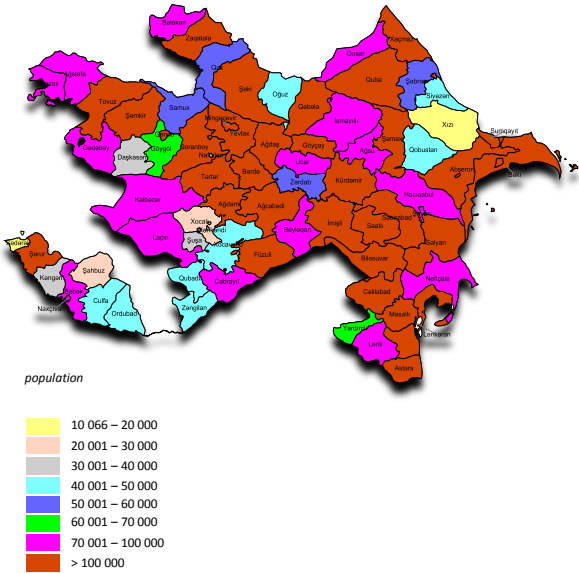 Balakən
Zaqatala
Qax
Xaçmaz
Qusar
Quba
Şabran
Siyəzən
Ağstafa
Qazax
Tovuz
Şəmkir
Samux
Şəki
Oğuz
Qəbələ
İsmayıllı
Xızı
Sumqayıt
Gədəbəy
Daşkəsən
Göygöl
Goranboy
Mingəçevir
Yevlax
Ağdaş
Göyçay
Ucar
Ağsu
Qobustan
Abşeron
Bakı
Kəlbəcər
Tərtər
Bərdə
Zərdab
Kürdəmir
Hacıqabul
Laçın
Xocalı
Ağdam
Ağcabədi
Şuşa
Beyləqan
İmişli
Saatlı
Salyan
Sədərək
Şərur
Kəngərli
Şahbuz
Babək
Naxçıvan
Culfa
Ordubad
Füzuli
Qubadlı
Cəbrayıl
Zəngilan
Biləsuvar
Neftçala
Cəlilabad
Masallı
Yardımlı
Lerik
Lənkəran
Astara
population
10 066 – 20 000
20 001 – 30 000
30 001 – 40 000
40 001 – 50 000
50 001 – 60 000
60 001 – 70 000
70 001 – 100 000
> 100 000